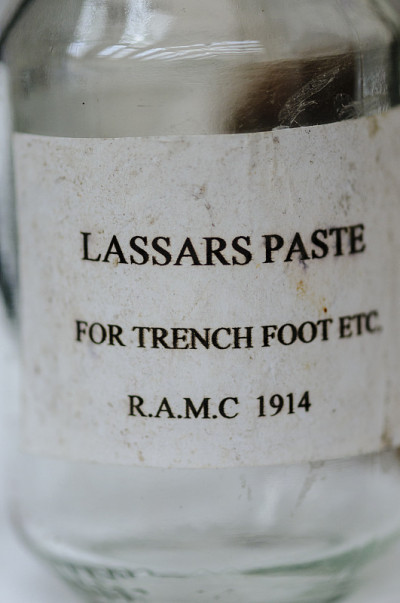 LASSARS PASTE
FOR TRENCH FOOT ETC.
R.A.M.C 1914